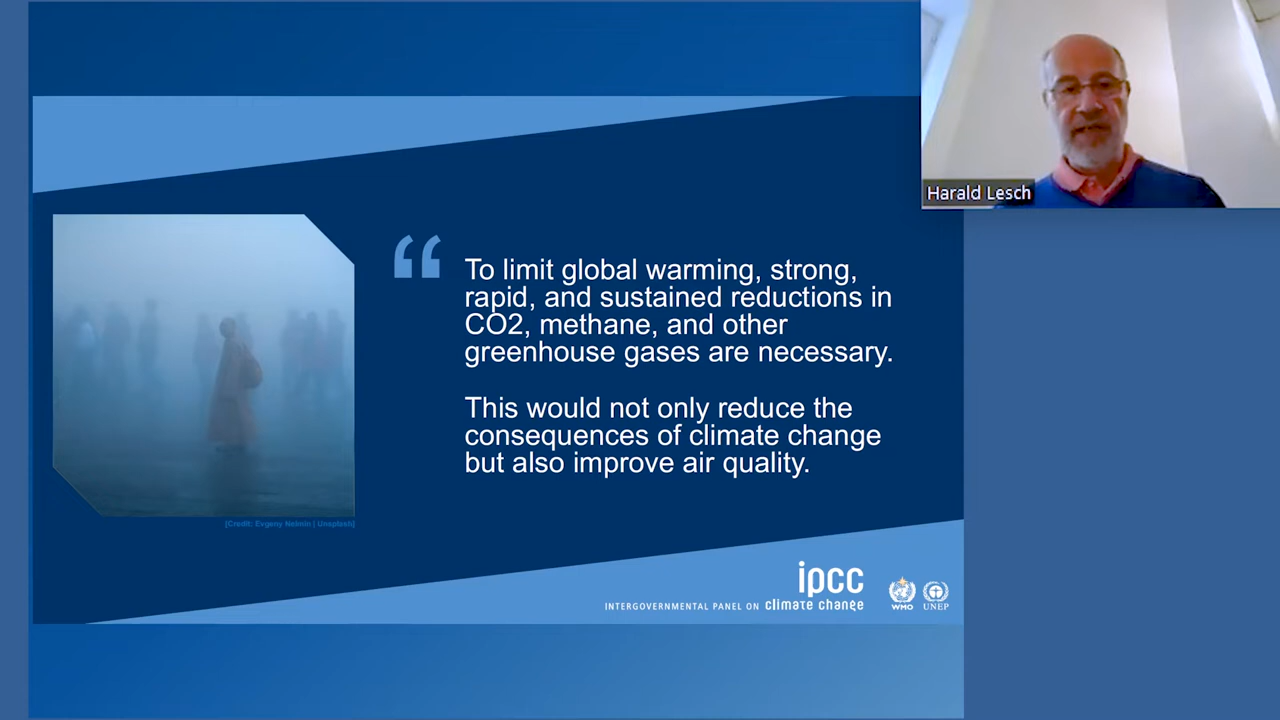 Harald Lesch
“
To limit global warming, strong,
rapid, and sustained reductions in
CO2, methane, and other
greenhouse gases are necessary.
This would not only reduce the
consequences of climate change
but also improve air quality.
[Credit: Evgeny Nelmin | Unsplash]
ipcc
INTERGOVERNMENTAL PANEL ON climate change
WMO
UNEP